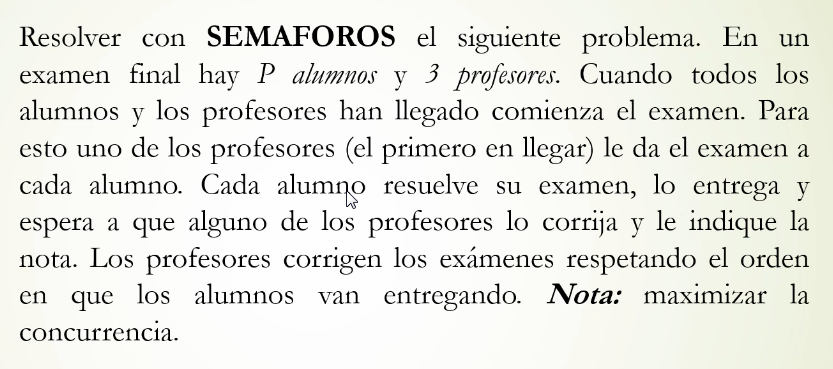 Resolver con SEMAFOROS el siguiente problema. En un
examen final hay P alumnos y 3 profesores. Cuando todos los
alumnos y los profesores han llegado comienza el examen. Para
esto uno de los profesores (el primero en llegar) le da el examen a
cada alumno. Cada alumno resuelve su examen, lo entrega y
espera a que alguno de los profesores lo corrija y le indique la
nota. Los profesores corrigen los exámenes respetando el orden
en que los alumnos van entregando. Nota: maximizar la
concurrencia.